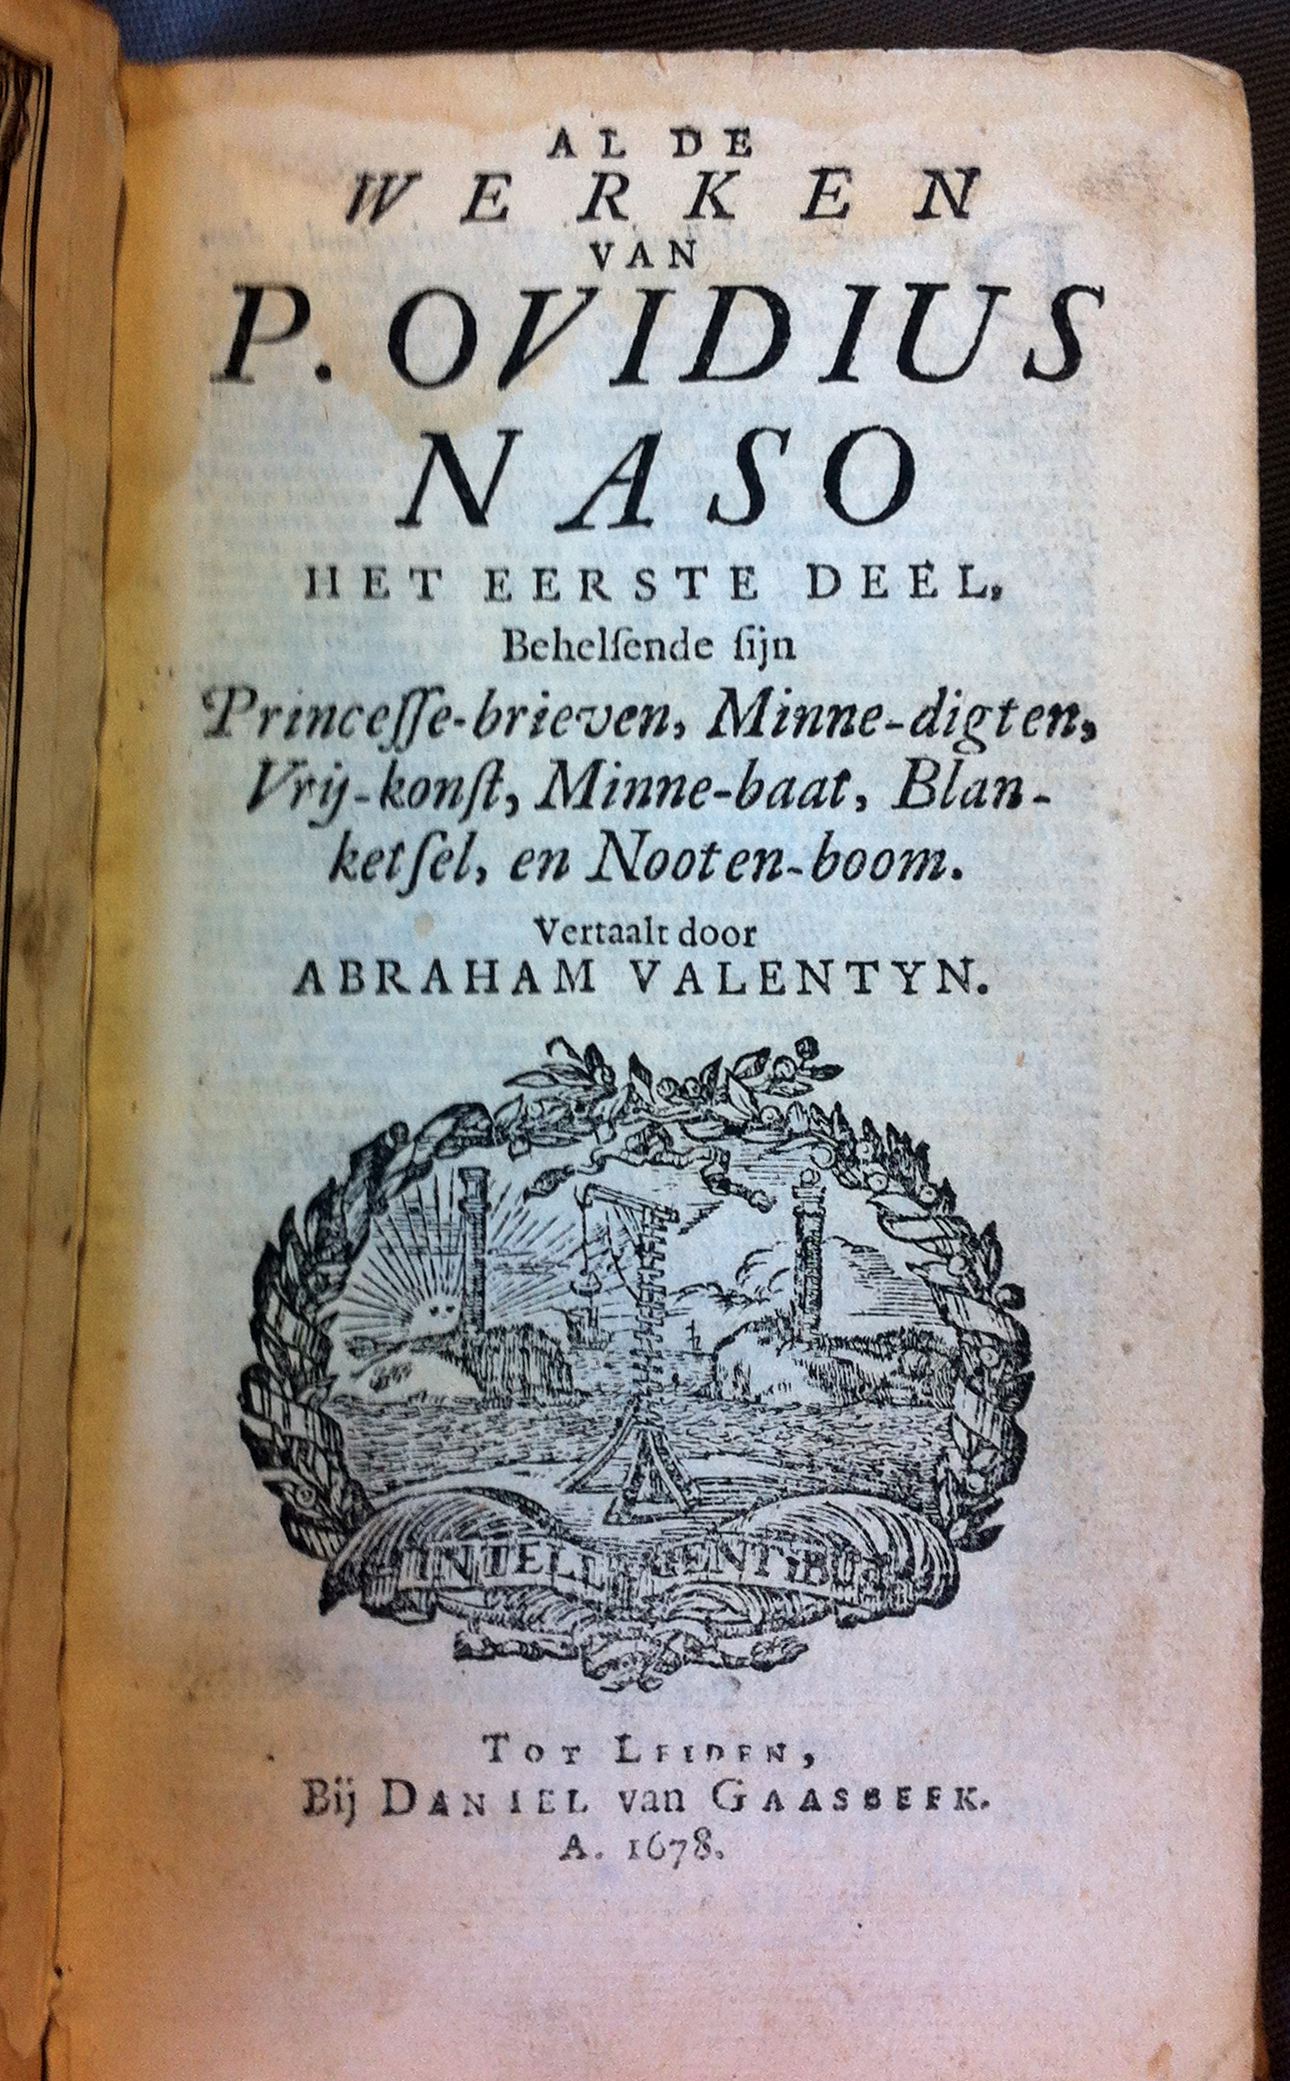 AL DE
WERKEN
VAN
P. OVIDIUS
NASO
HET EERSTE DEEL,
Behelſende ſijn
Princeſſe-brieven, Minne-digten,
Vrij-konſt, Minne-baat, Blan-
ketſel, en Nooten-boom.
Vertaalt door
ABRAHAM VALENTYN.
INTELLIGENTIBUS
TOT LEIDEN,
Bij DANIEL van GAASBEEK.
A. 1678.